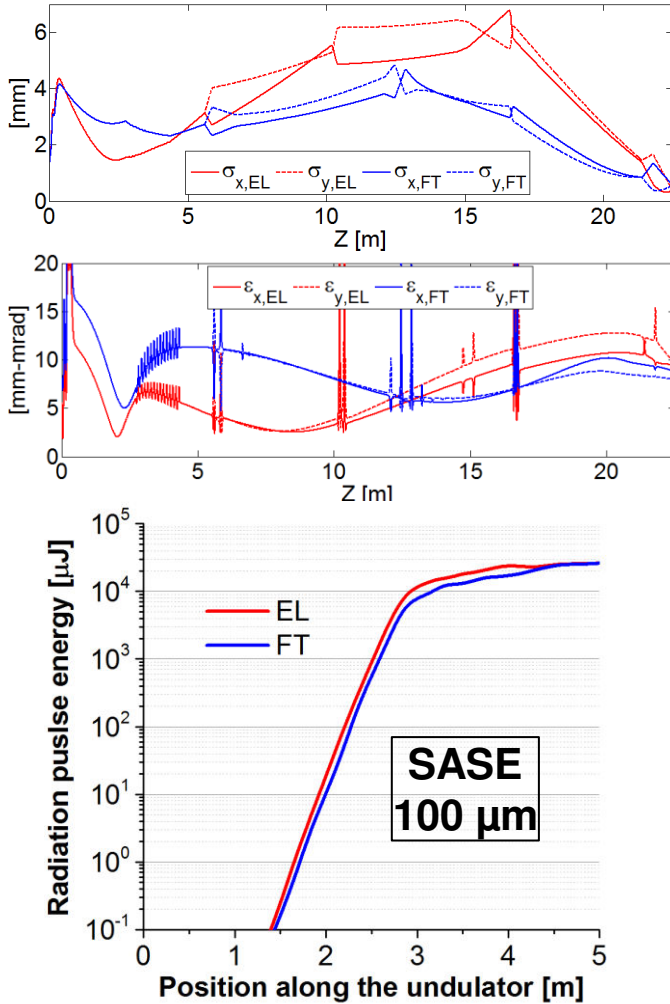 6
4
2
0
[mm]
σx,EL σy,EL σx,FT σy,FT
0 5 10 15 20
Z [m]
20
15
10
5
0
[mm-mrad]
εx,EL εy,EL εx,FT εy,FT
0 5 10 15 20
Z [m]
10^5
10^4
10^3
10^2
10^1
10^0
10^-1
Radiation puslse energy [µJ]
EL
FT
SASE
100 µm
0 1 2 3 4 5
Position along the undulator [m]